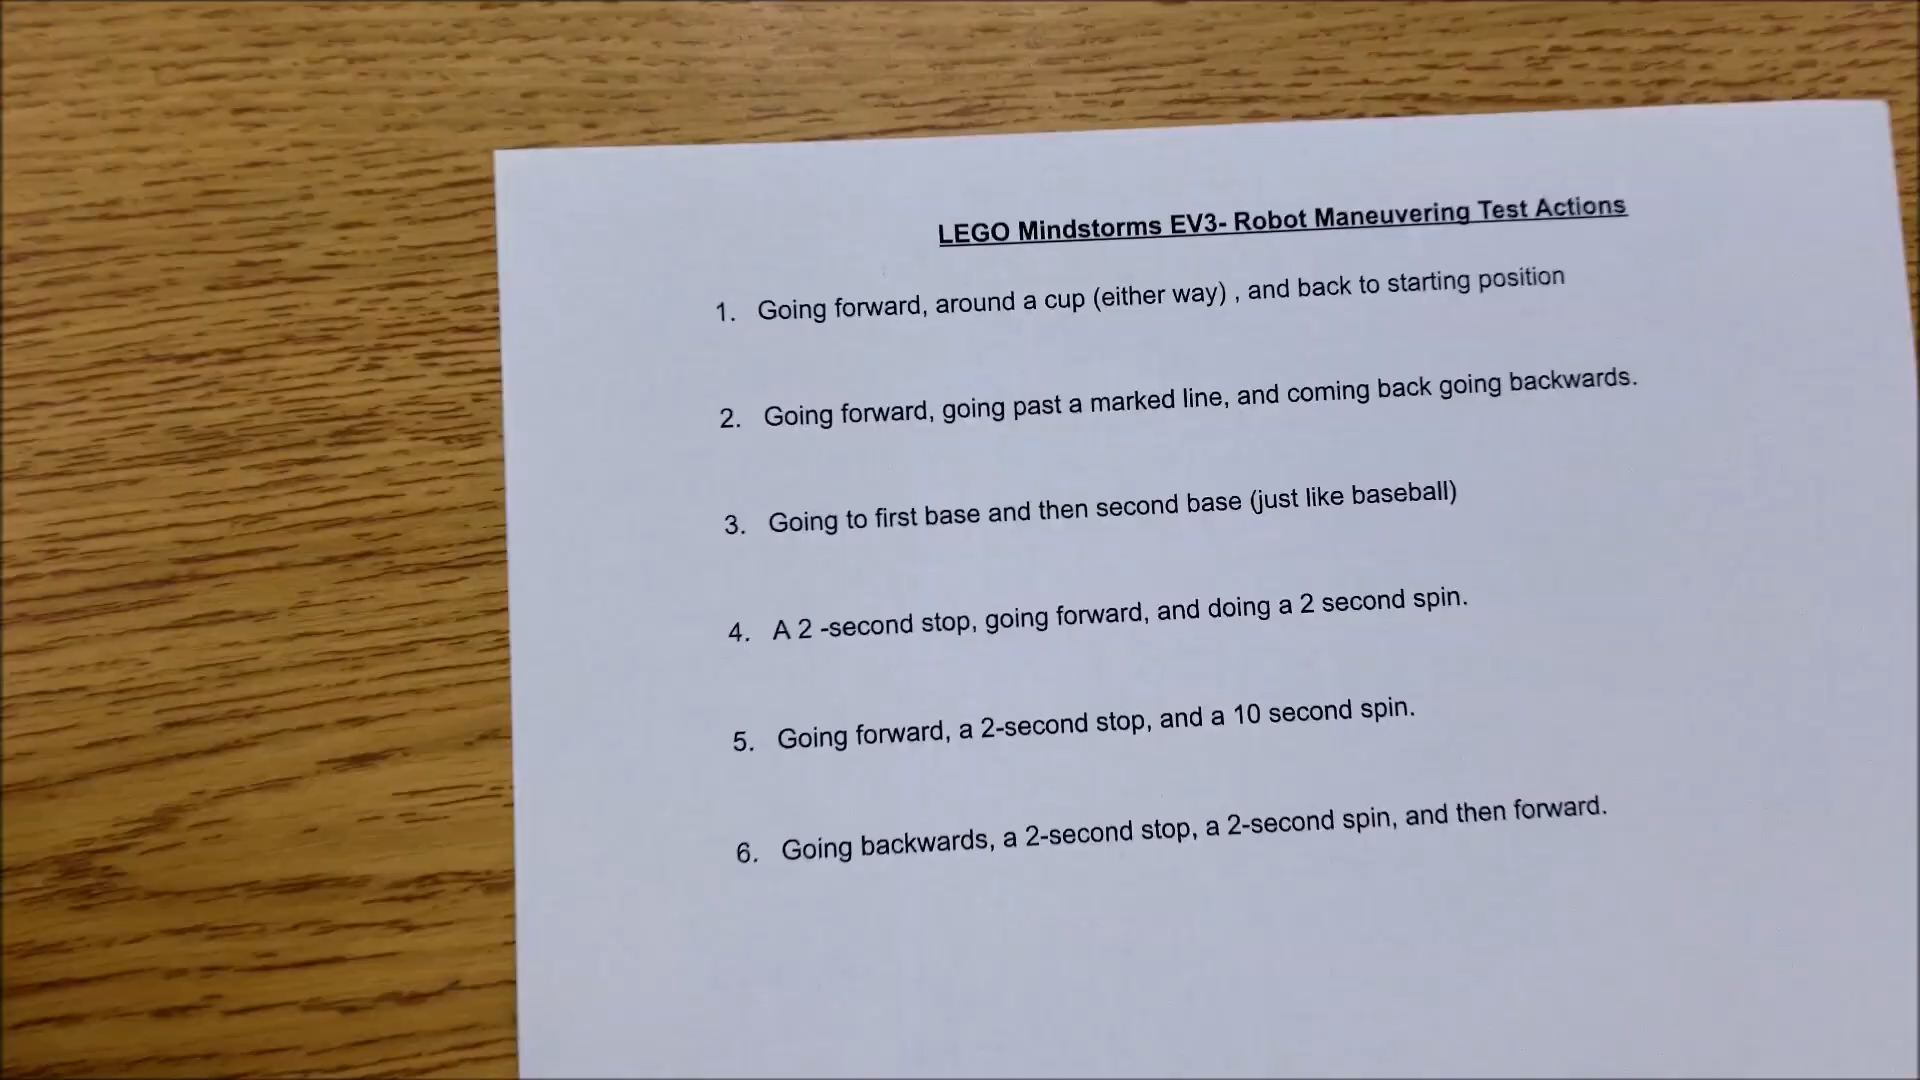 LEGO Mindstorms EV3- Robot Maneuvering Test Actions
1. Going forward, around a cup (either way) , and back to starting position
2. Going forward, going past a marked line, and coming back going backwards.
3. Going to first base and then second base (just like baseball)
4. A 2 -second stop, going forward, and doing a 2 second spin.
5. Going forward, a 2-second stop, and a 10 second spin.
6. Going backwards, a 2-second stop, a 2-second spin, and then forward.